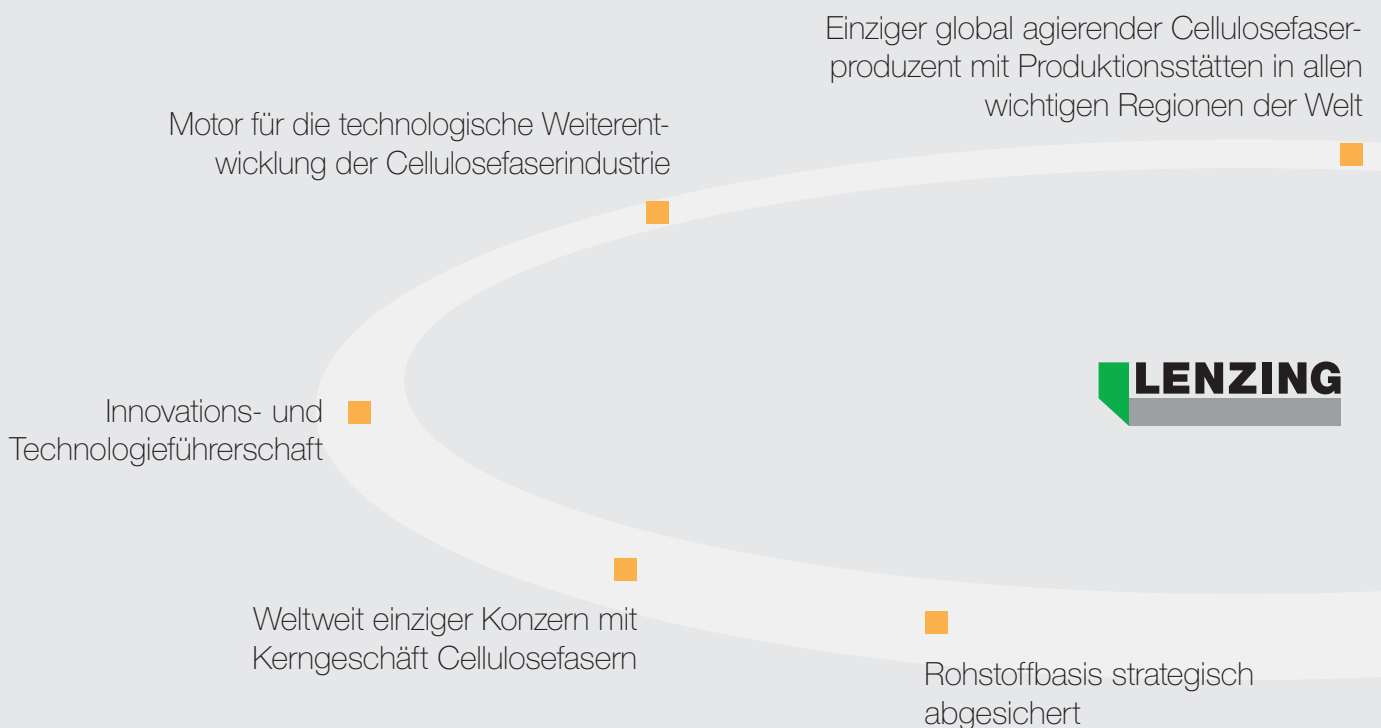 Einziger global agierender Cellulosefaser-
produzent mit Produktionsstätten in allen
wichtigen Regionen der Welt
Motor für die technologische Weiterent-
wicklung der Cellulosefaserindustrie
LENZING
Innovations- und
Technologieführerschaft
Weltweit einziger Konzern mit
Kerngeschäft Cellulosefasern
Rohstoffbasis strategisch
abgesichert